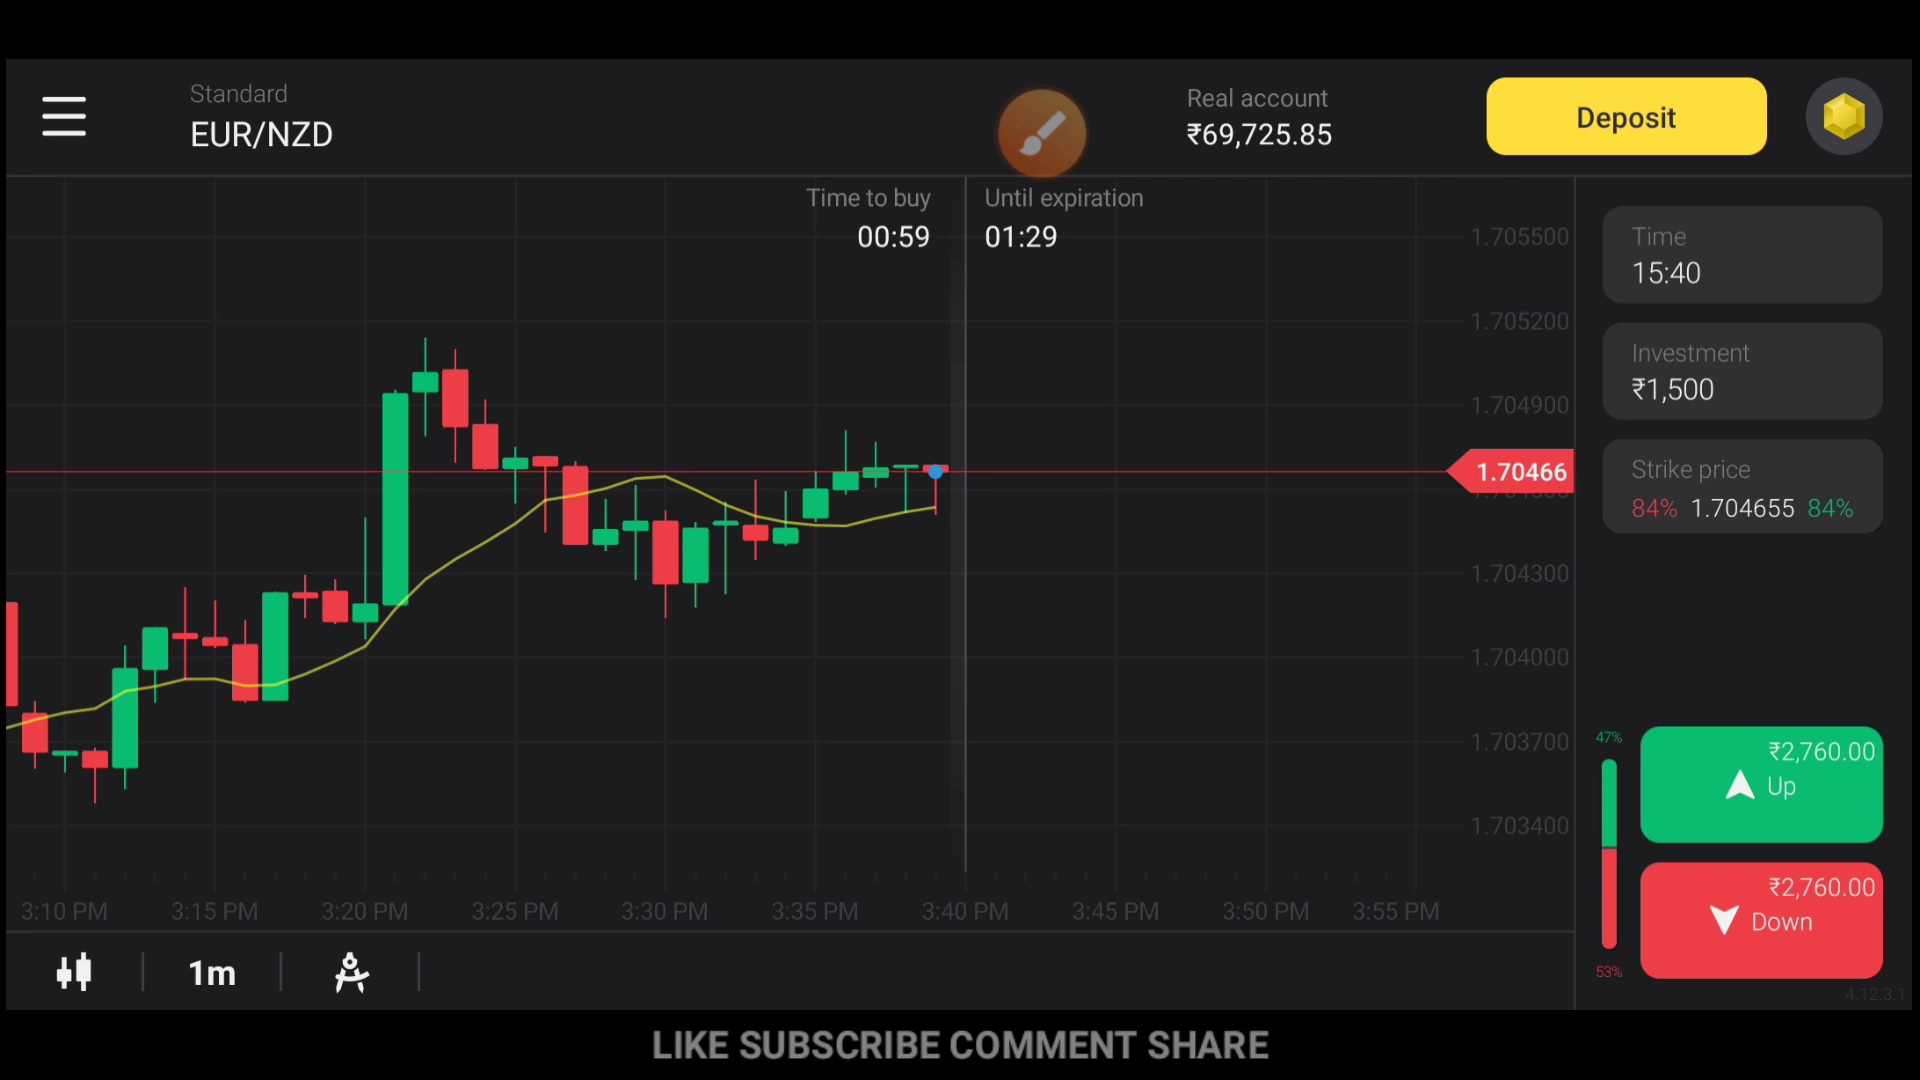 Standard
EUR/NZD
Real account
₹69,725.85
Deposit
Time to buy
00:59
Until expiration
01:29
1.705500
1.705200
1.704900
1.70466
1.704300
1.704000
1.703700
1.703400
Time
15:40
Investment
₹1,500
Strike price
84% 1.704655 84%
47%
₹2,760.00
Up
₹2,760.00
Down
53%
4.12.3.1
3:10 PM 3:15 PM 3:20 PM 3:25 PM 3:30 PM 3:35 PM 3:40 PM 3:45 PM 3:50 PM 3:55 PM
1m
LIKE SUBSCRIBE COMMENT SHARE